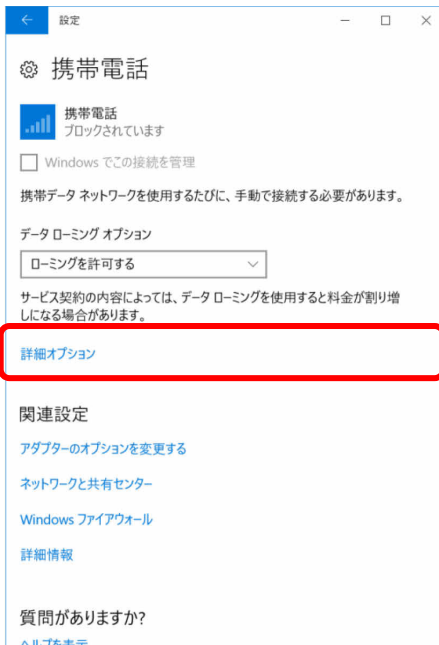 設定
携帯電話
携帯電話
ブロックされています
Windows でこの接続を管理
携帯データ ネットワークを使用するたびに、手動で接続する必要があります。
データ ローミング オプション
ローミングを許可する
サービス契約の内容によっては、データ ローミングを使用すると料金が割り増
しになる場合があります。
詳細オプション
関連設定
アダプターのオプションを変更する
ネットワークと共有センター
Windows ファイアウォール
詳細情報
質問がありますか?
ヘルプを表示